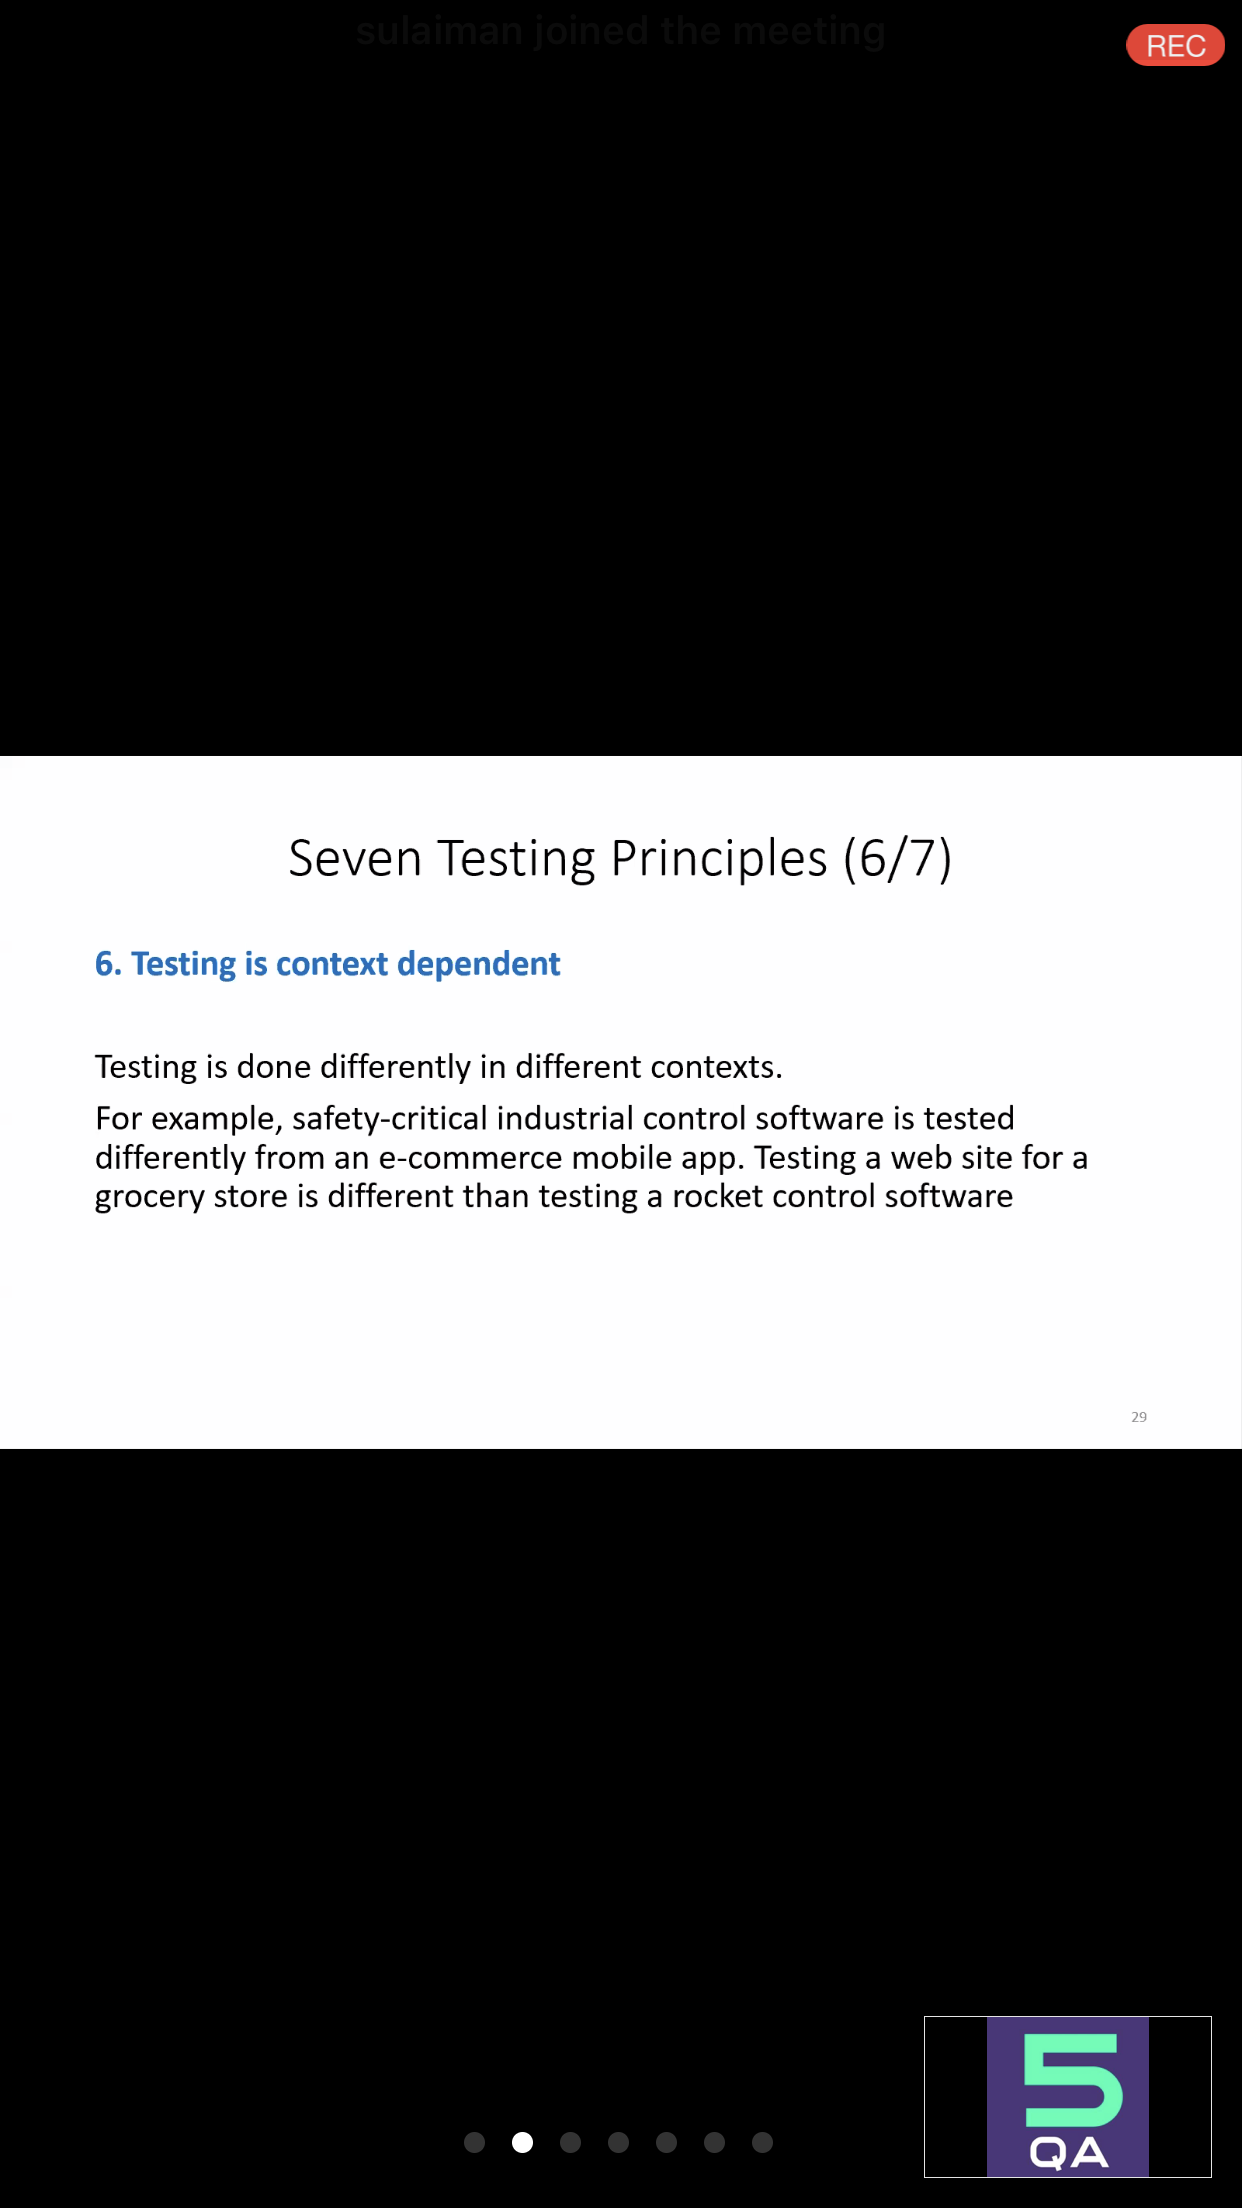 sulaiman joined the meeting
REC
Seven Testing Principles (6/7)
6. Testing is context dependent
Testing is done differently in different contexts.
For example, safety-critical industrial control software is tested
differently from an e-commerce mobile app. Testing a web site for a
grocery store is different than testing a rocket control software
29
5
QA